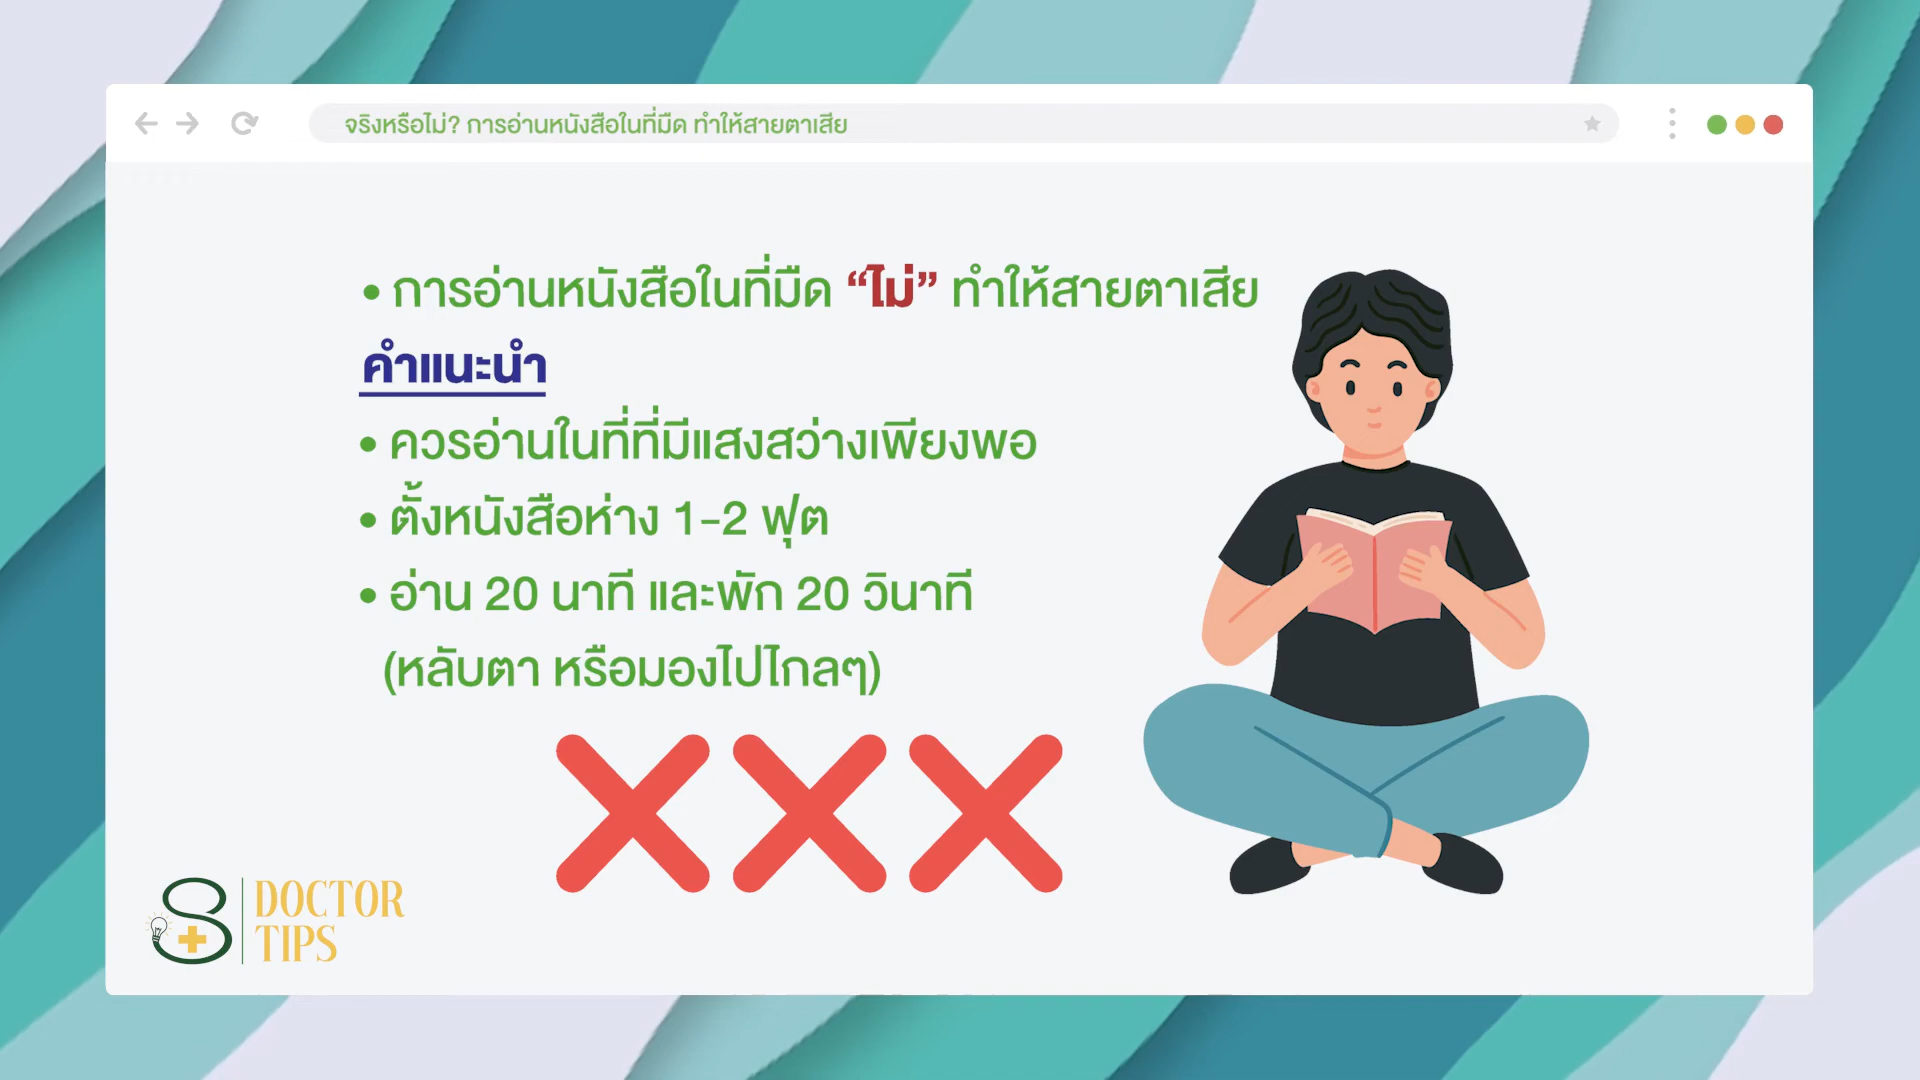 จริงหรือไม่? การอ่านหนังสือในที่มืด ทำให้สายตาเสีย
• การอ่านหนังสือในที่มืด “ไม่” ทำให้สายตาเสีย
คำแนะนำ
• ควรอ่านในที่ที่มีแสงสว่างเพียงพอ
• ตั้งหนังสือห่าง 1-2 ฟุต
• อ่าน 20 นาที และพัก 20 วินาที
(หลับตา หรือมองไปไกลๆ)
DOCTOR
TIPS